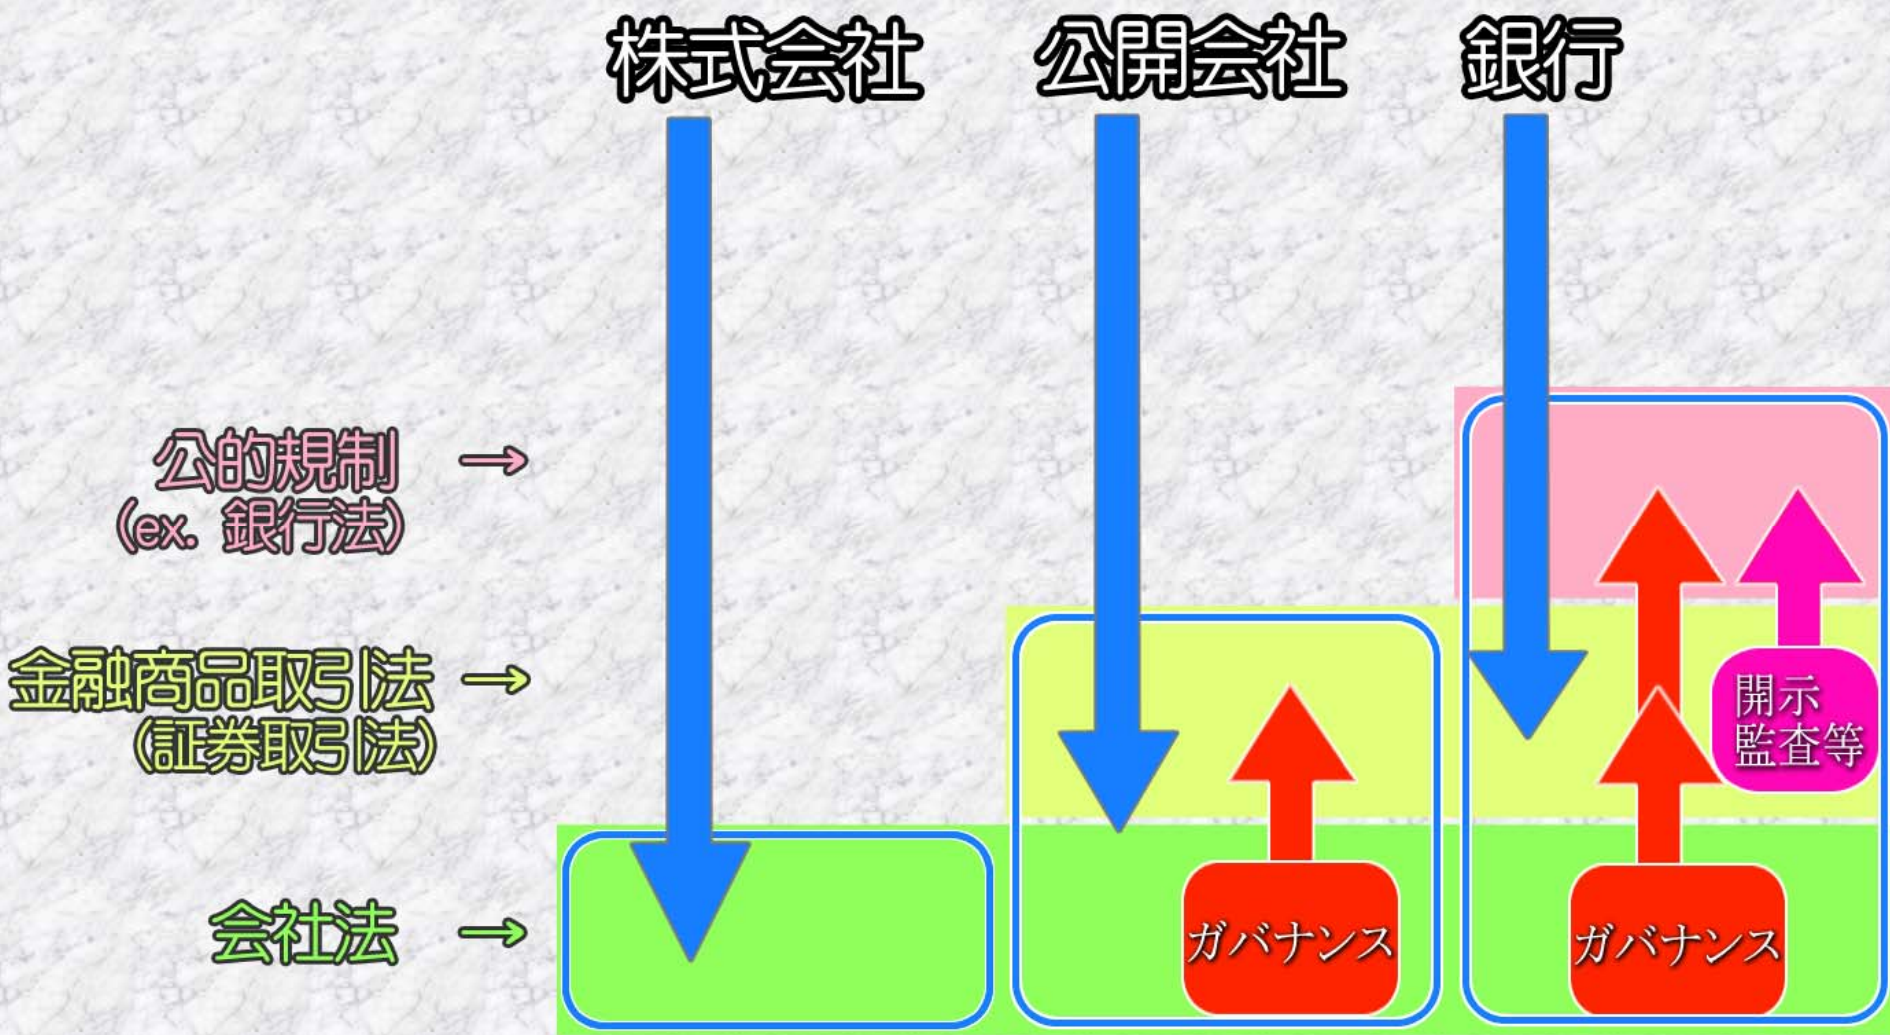 株式会社
公開会社
銀行
公的規制 →
(ex. 銀行法)
金融商品取引法 →
(証券取引法)
開示
監査等
会社法 →
ガバナンス
ガバナンス